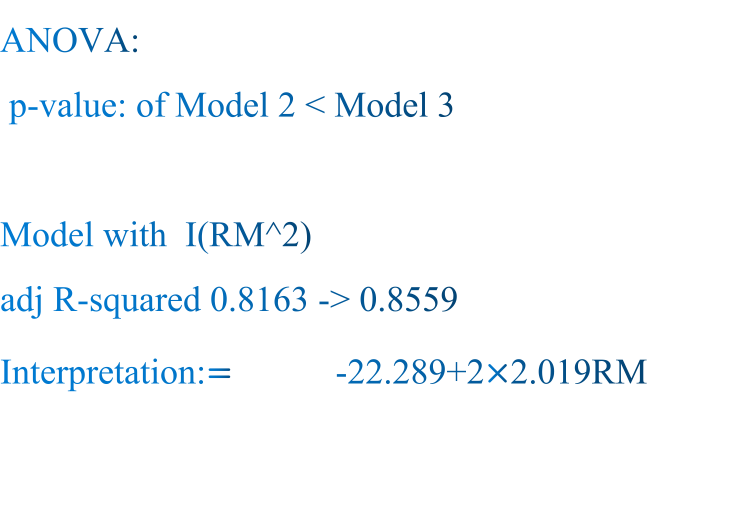 ANOVA:
p-value: of Model 2 < Model 3
Model with  I(RM^2)
adj R-squared 0.8163 -> 0.8559
Interpretation:= -22.289+2×2.019RM